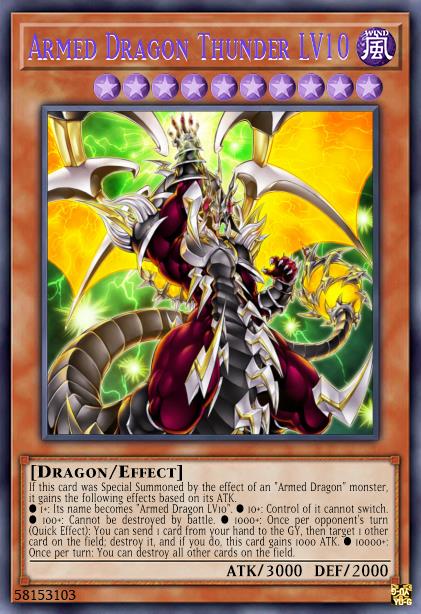 Armed Dragon Thunder LV10
WIND
風
[Dragon/Effect]
If this card was Special Summoned by the effect of an "Armed Dragon" monster,
it gains the following effects based on its ATK.
● 1+: Its name becomes "Armed Dragon LV10". ● 10+: Control of it cannot switch.
● 100+: Cannot be destroyed by battle. ● 1000+: Once per opponent's turn
(Quick Effect): You can send 1 card from your hand to the GY, then target 1 other
card on the field; destroy it, and if you do, this card gains 1000 ATK. ● 10000+:
Once per turn: You can destroy all other cards on the field.
ATK/3000 DEF/2000
58153103